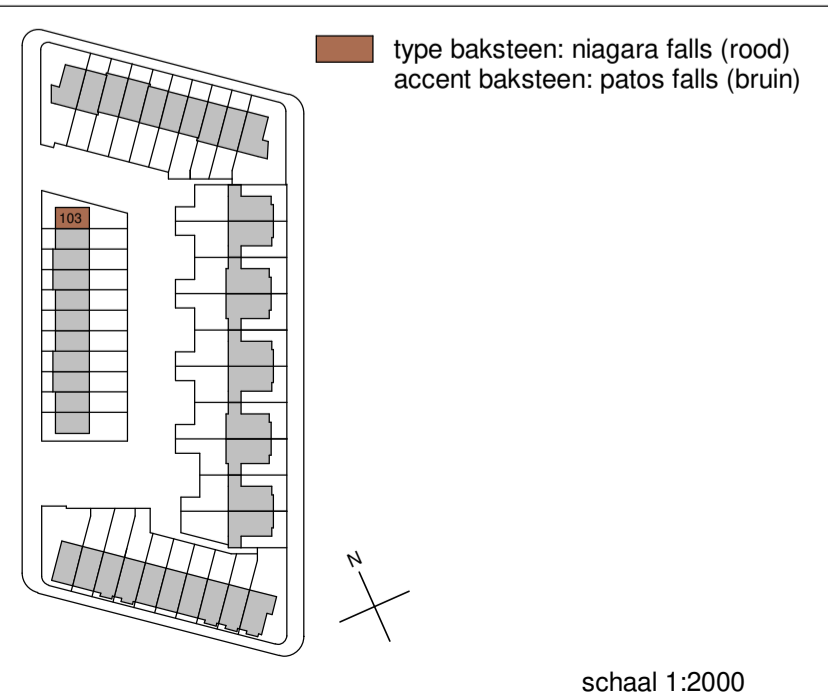 type baksteen: niagara falls (rood)
accent baksteen: patos falls (bruin)
103
N
schaal 1:2000